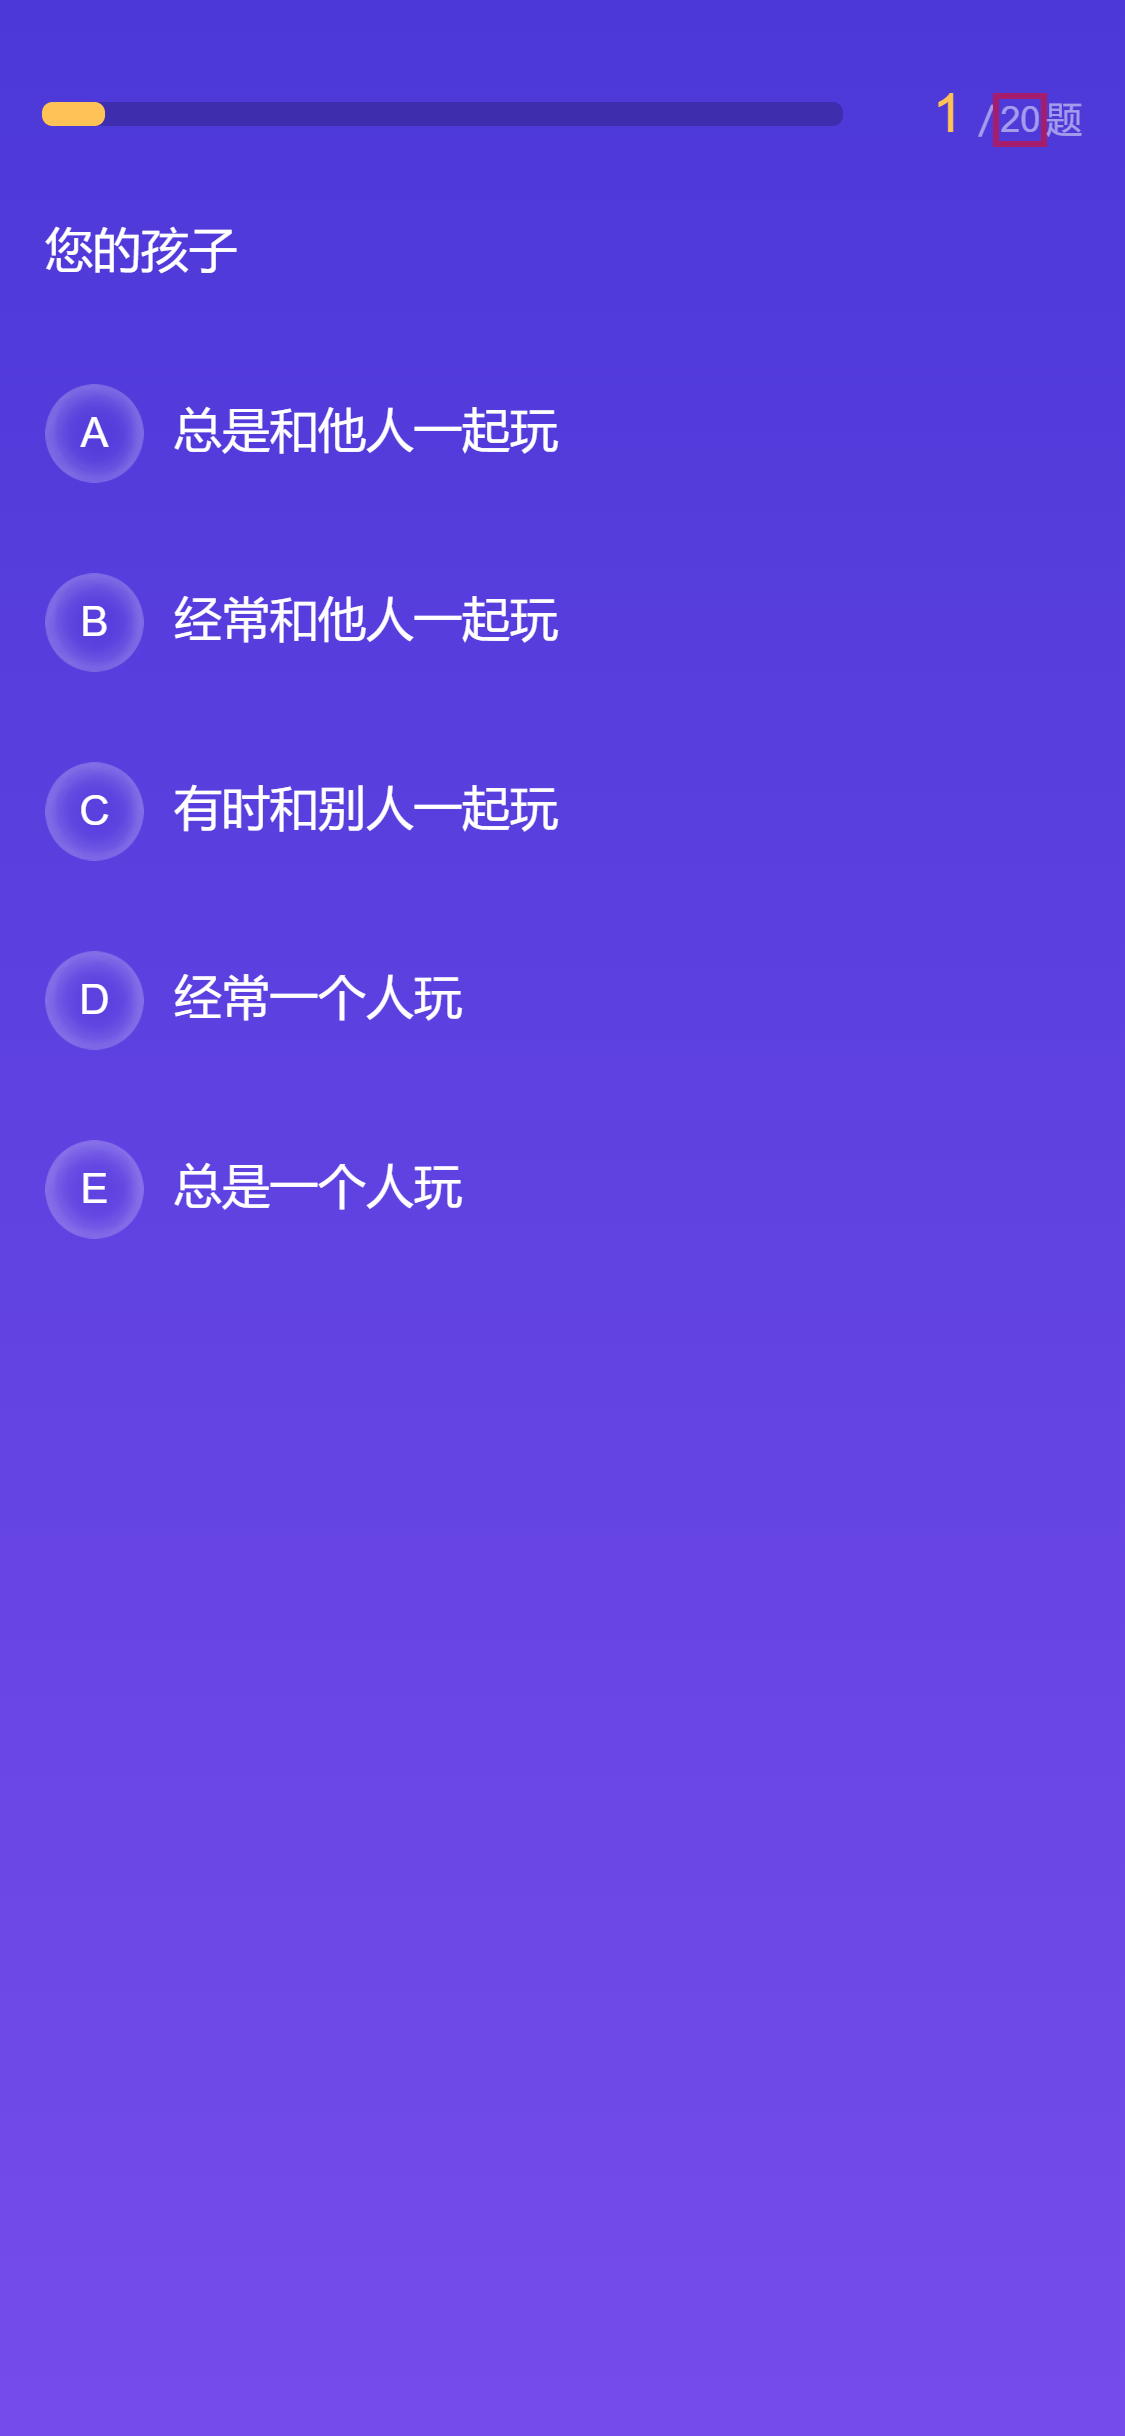 1 /20题
您的孩子
A 总是和他人一起玩
B 经常和他人一起玩
C 有时和别人一起玩
D 经常一个人玩
E 总是一个人玩